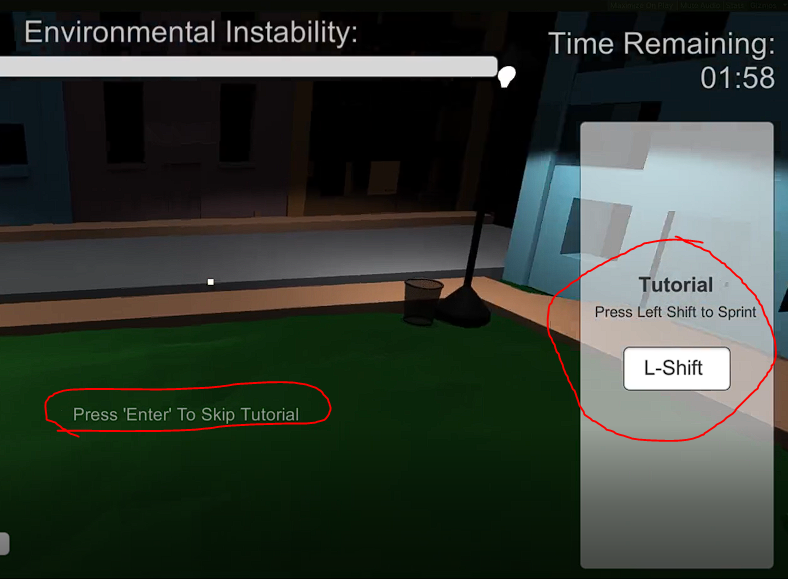 Environmental Instability:
Time Remaining:
01:58
Tutorial
Press Left Shift to Sprint
L-Shift
Press 'Enter' To Skip Tutorial